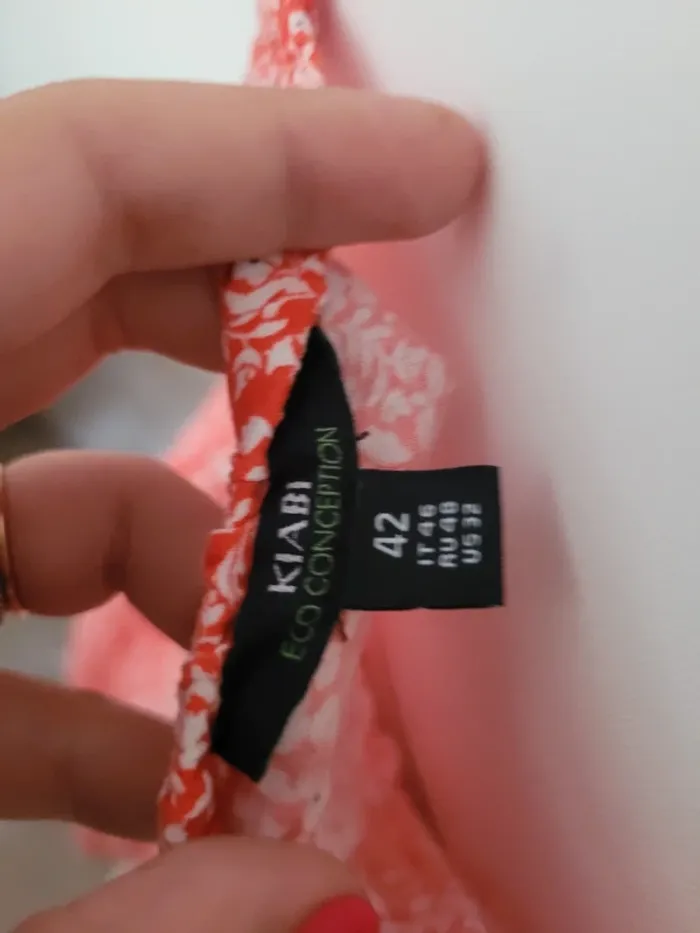 KIABI
ECO CONCEPTION
42
IT 46
RU 48
US 32